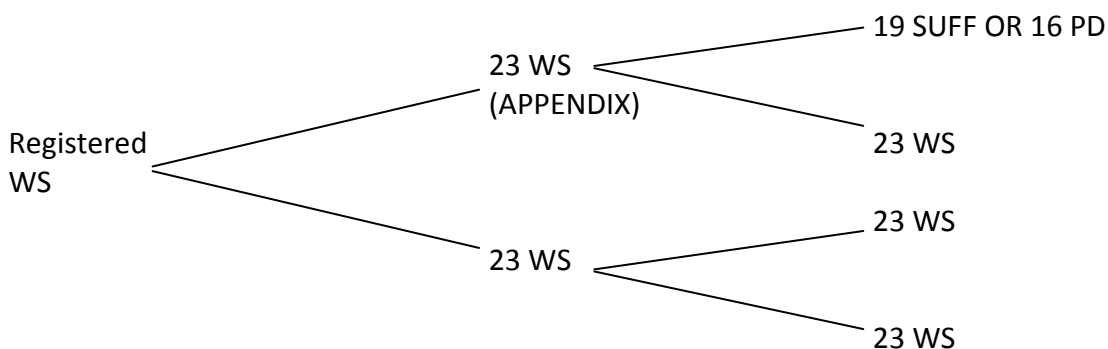 19 SUFF OR 16 PD
23 WS
(APPENDIX)
Registered
WS
23 WS
23 WS
23 WS
23 WS